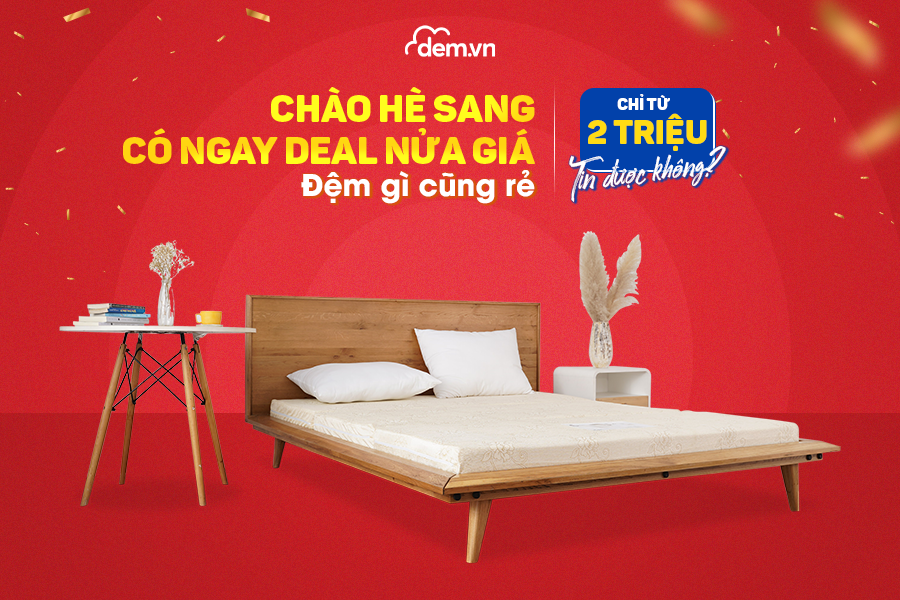 dem.vn
CHÀO HÈ SANG
CÓ NGAY DEAL NỬA GIÁ
Đệm gì cũng rẻ
CHỈ TỪ
2 TRIỆU
Tin được không?